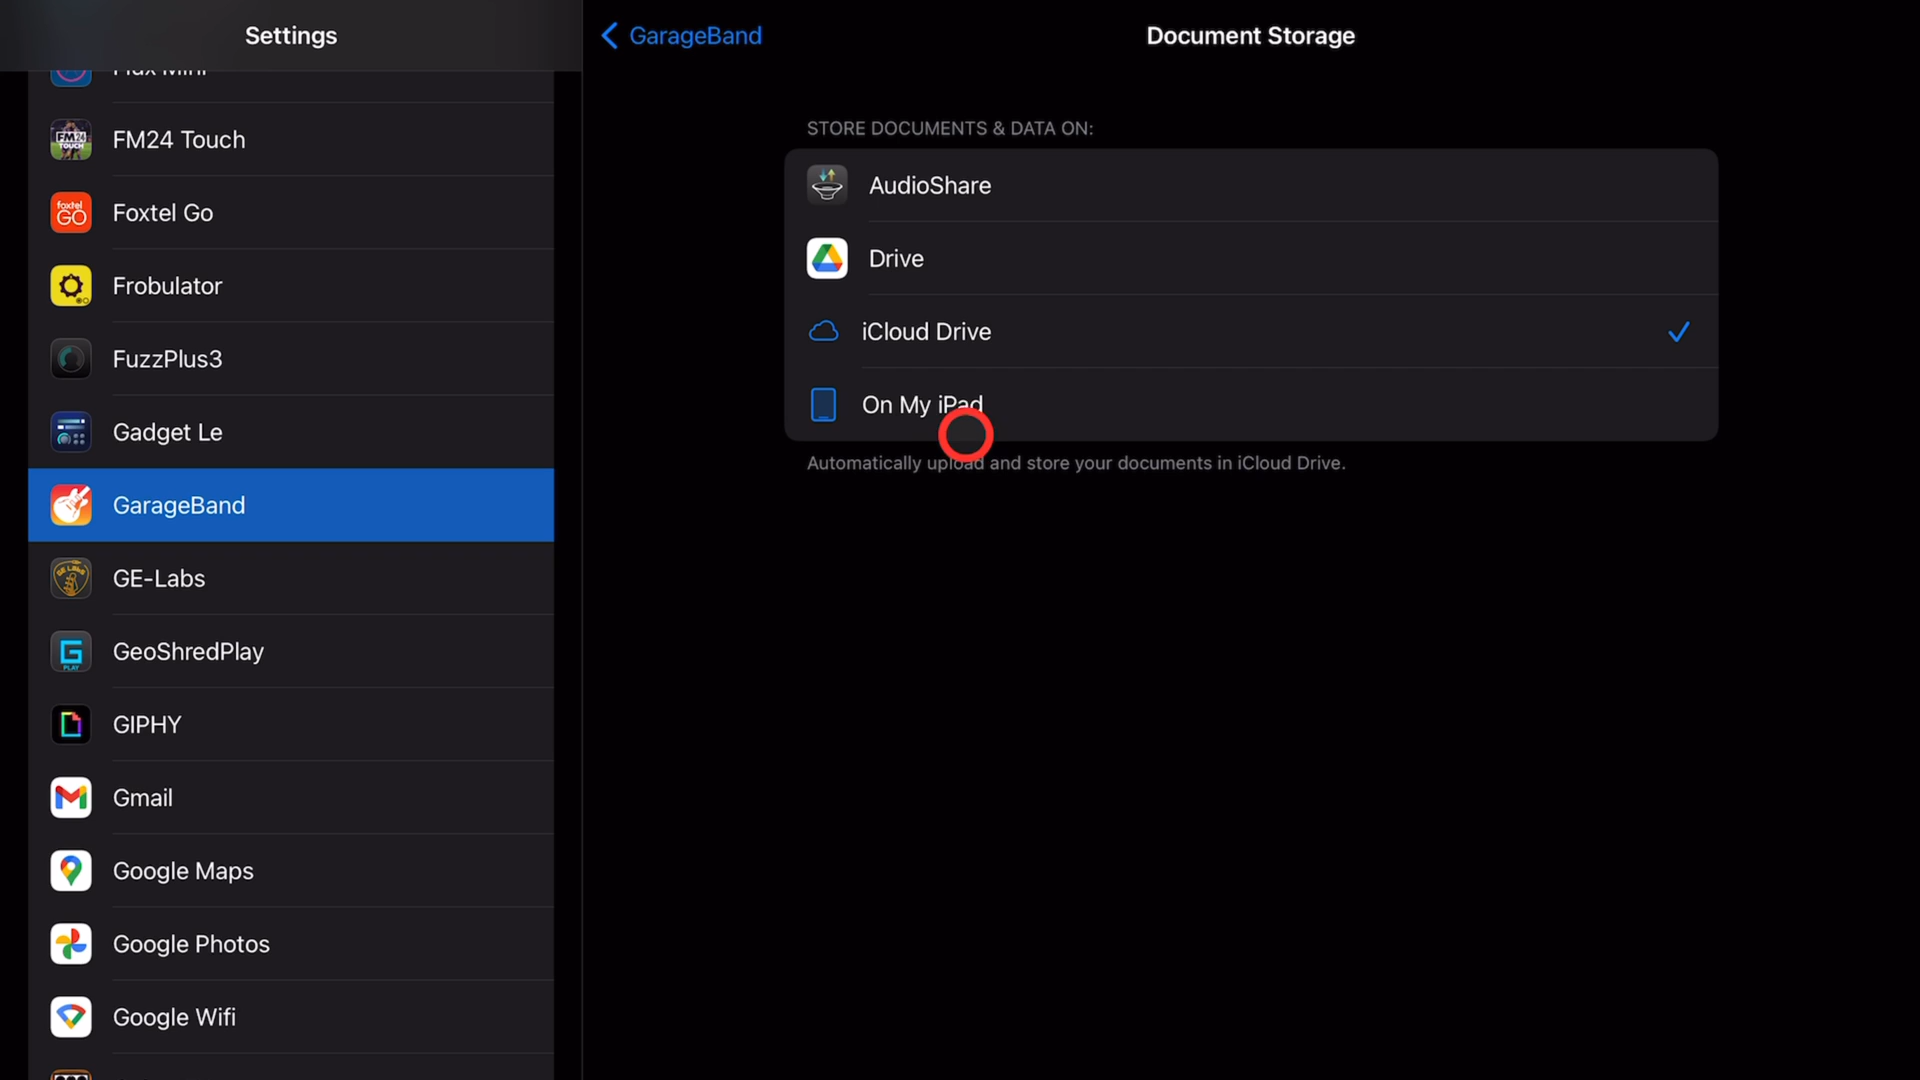 Settings
Flux Mini
FM24 Touch
Foxtel Go
Frobulator
FuzzPlus3
Gadget Le
GarageBand
GE-Labs
GeoShredPlay
GIPHY
Gmail
Google Maps
Google Photos
Google Wifi
GarageBand
Document Storage
STORE DOCUMENTS & DATA ON:
AudioShare
Drive
iCloud Drive
On My iPad
Automatically upload and store your documents in iCloud Drive.